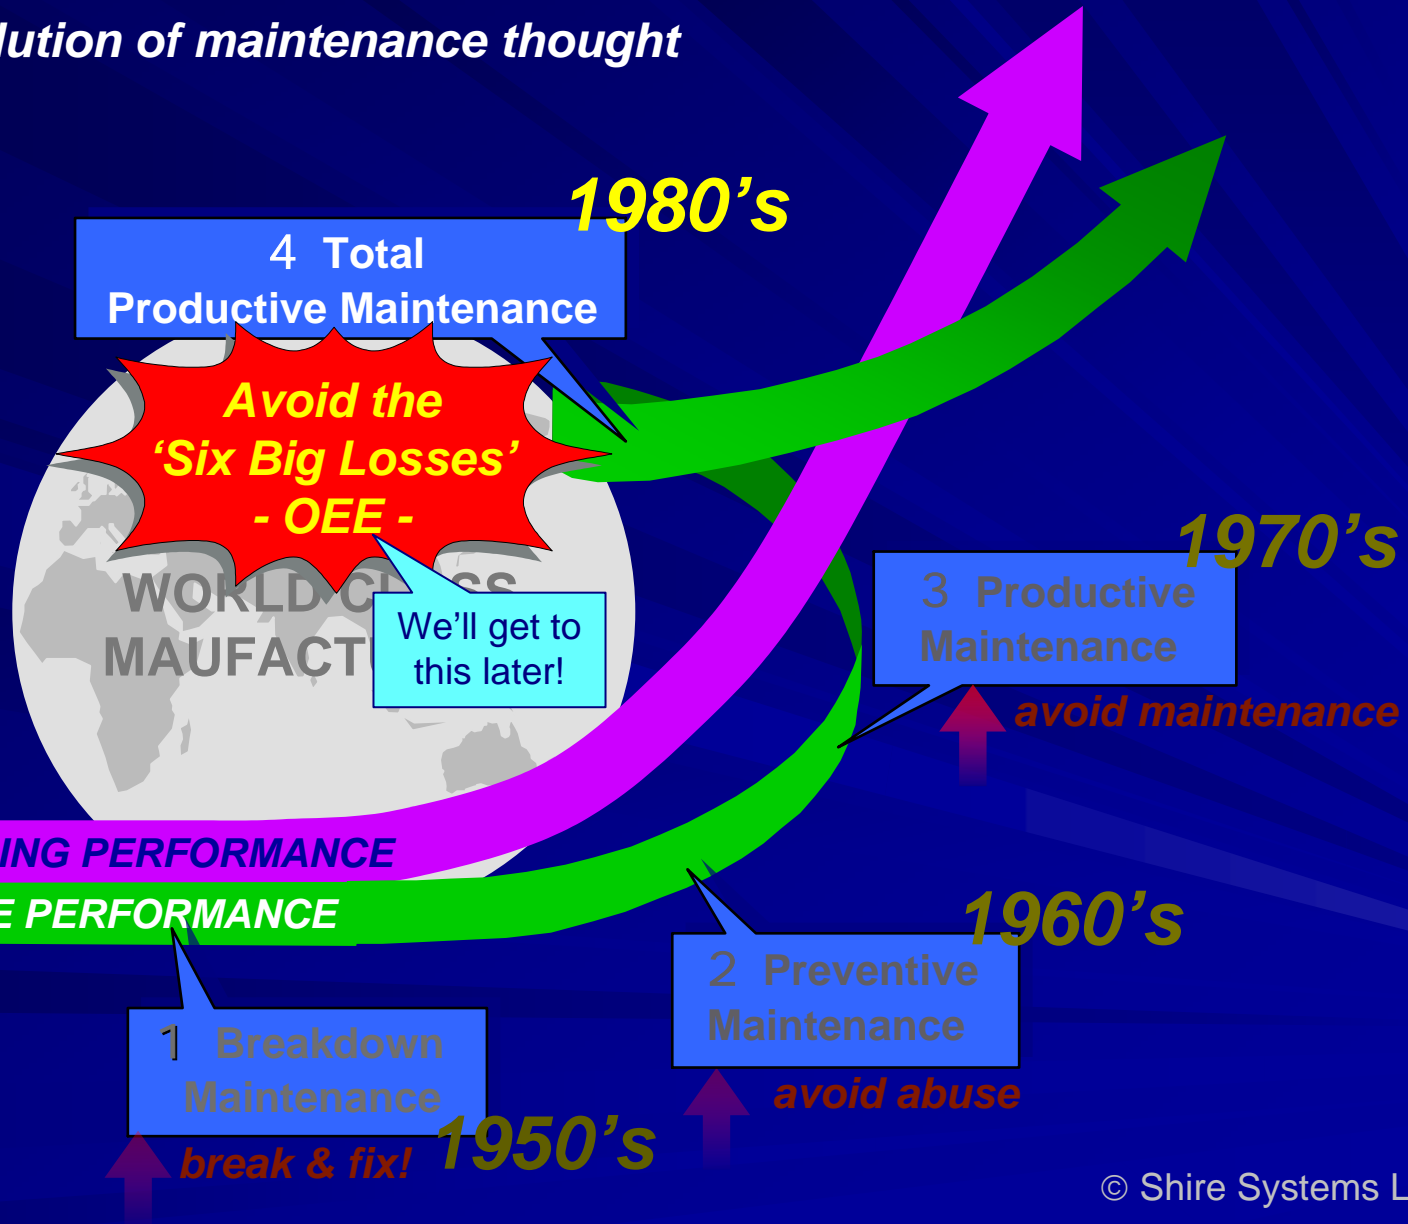 lution of maintenance thought
1980's
4 Total
Productive Maintenance
Avoid the
‘Six Big Losses’
- OEE -
WORLD
MAUFACT
We’ll get to
this later!
1970’s
3 Productive
Maintenance
avoid maintenance
ING PERFORMANCE
E PERFORMANCE
1960’s
2 Preventive
Maintenance
avoid abuse
1 Breakdown
Maintenance
1950’s
break & fix!
© Shire Systems L